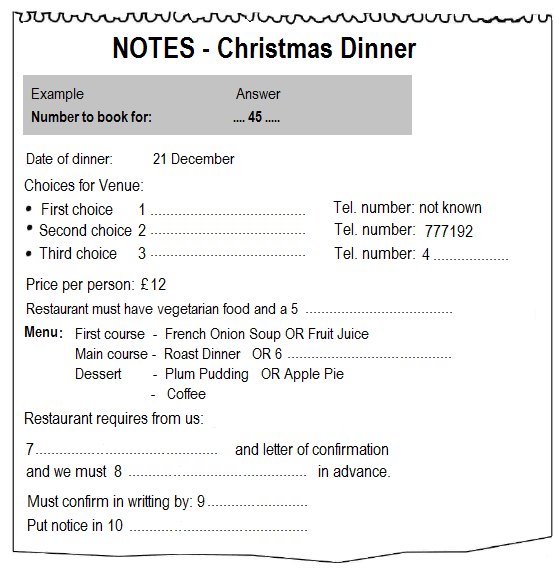 NOTES - Christmas Dinner
Example Answer
Number to book for: .... 45 .....
Date of dinner: 21 December
Choices for Venue:
• First choice 1 ........................................ Tel. number: not known
• Second choice 2 ........................................ Tel. number: 777192
• Third choice 3 ........................................ Tel. number: 4 ....................
Price per person: £12
Restaurant must have vegetarian food and a 5 ........................................
Menu: First course - French Onion Soup OR Fruit Juice
Main course - Roast Dinner OR 6 ........................................
Dessert - Plum Pudding OR Apple Pie
- Coffee
Restaurant requires from us:
7 ........................................ and letter of confirmation
and we must 8 ........................................ in advance.
Must confirm in writting by: 9 ........................
Put notice in 10 ........................................